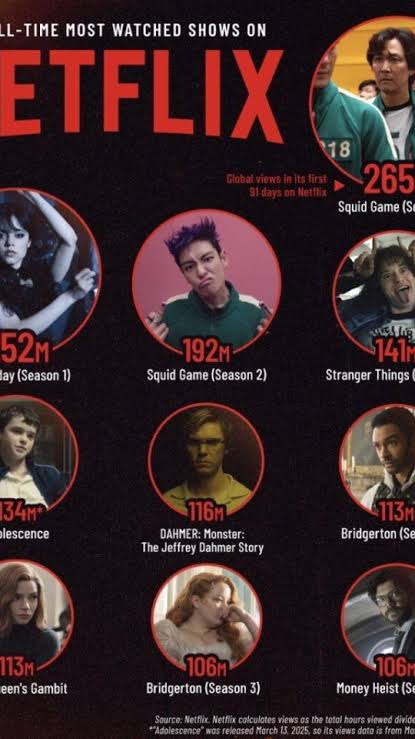 LL-TIME MOST WATCHED SHOWS ON
ETFLIX
218
Global views in its first
91 days on Netflix
265
Squid Game (Se
52M
day (Season 1)
192M
Squid Game (Season 2)
141M
Stranger Things (
134M*
olescence
116M
DAHMER: Monster:
The Jeffrey Dahmer Story
113M
Bridgerton (Se
113M
ueen's Gambit
106M
Bridgerton (Season 3)
106M
Money Heist (Se
Source: Netflix. Netflix calculates views as the total hours viewed divide
*"Adolescence" was released March 13, 2025, so its views data is from Ma